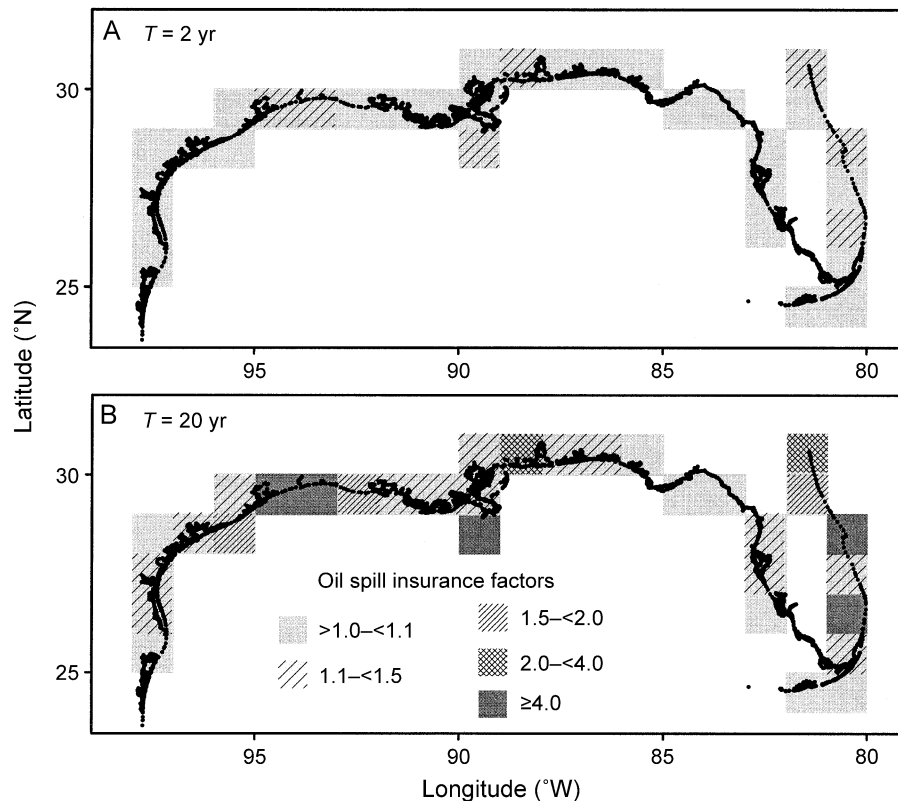 A T = 2 yr
30
25
95 90 85 80
B T = 20 yr
30
25
Oil spill insurance factors
>1.0–<1.1
1.1–<1.5
1.5–<2.0
2.0–<4.0
≥4.0
95 90 85 80
Longitude (˚W)
Latitude (˚N)